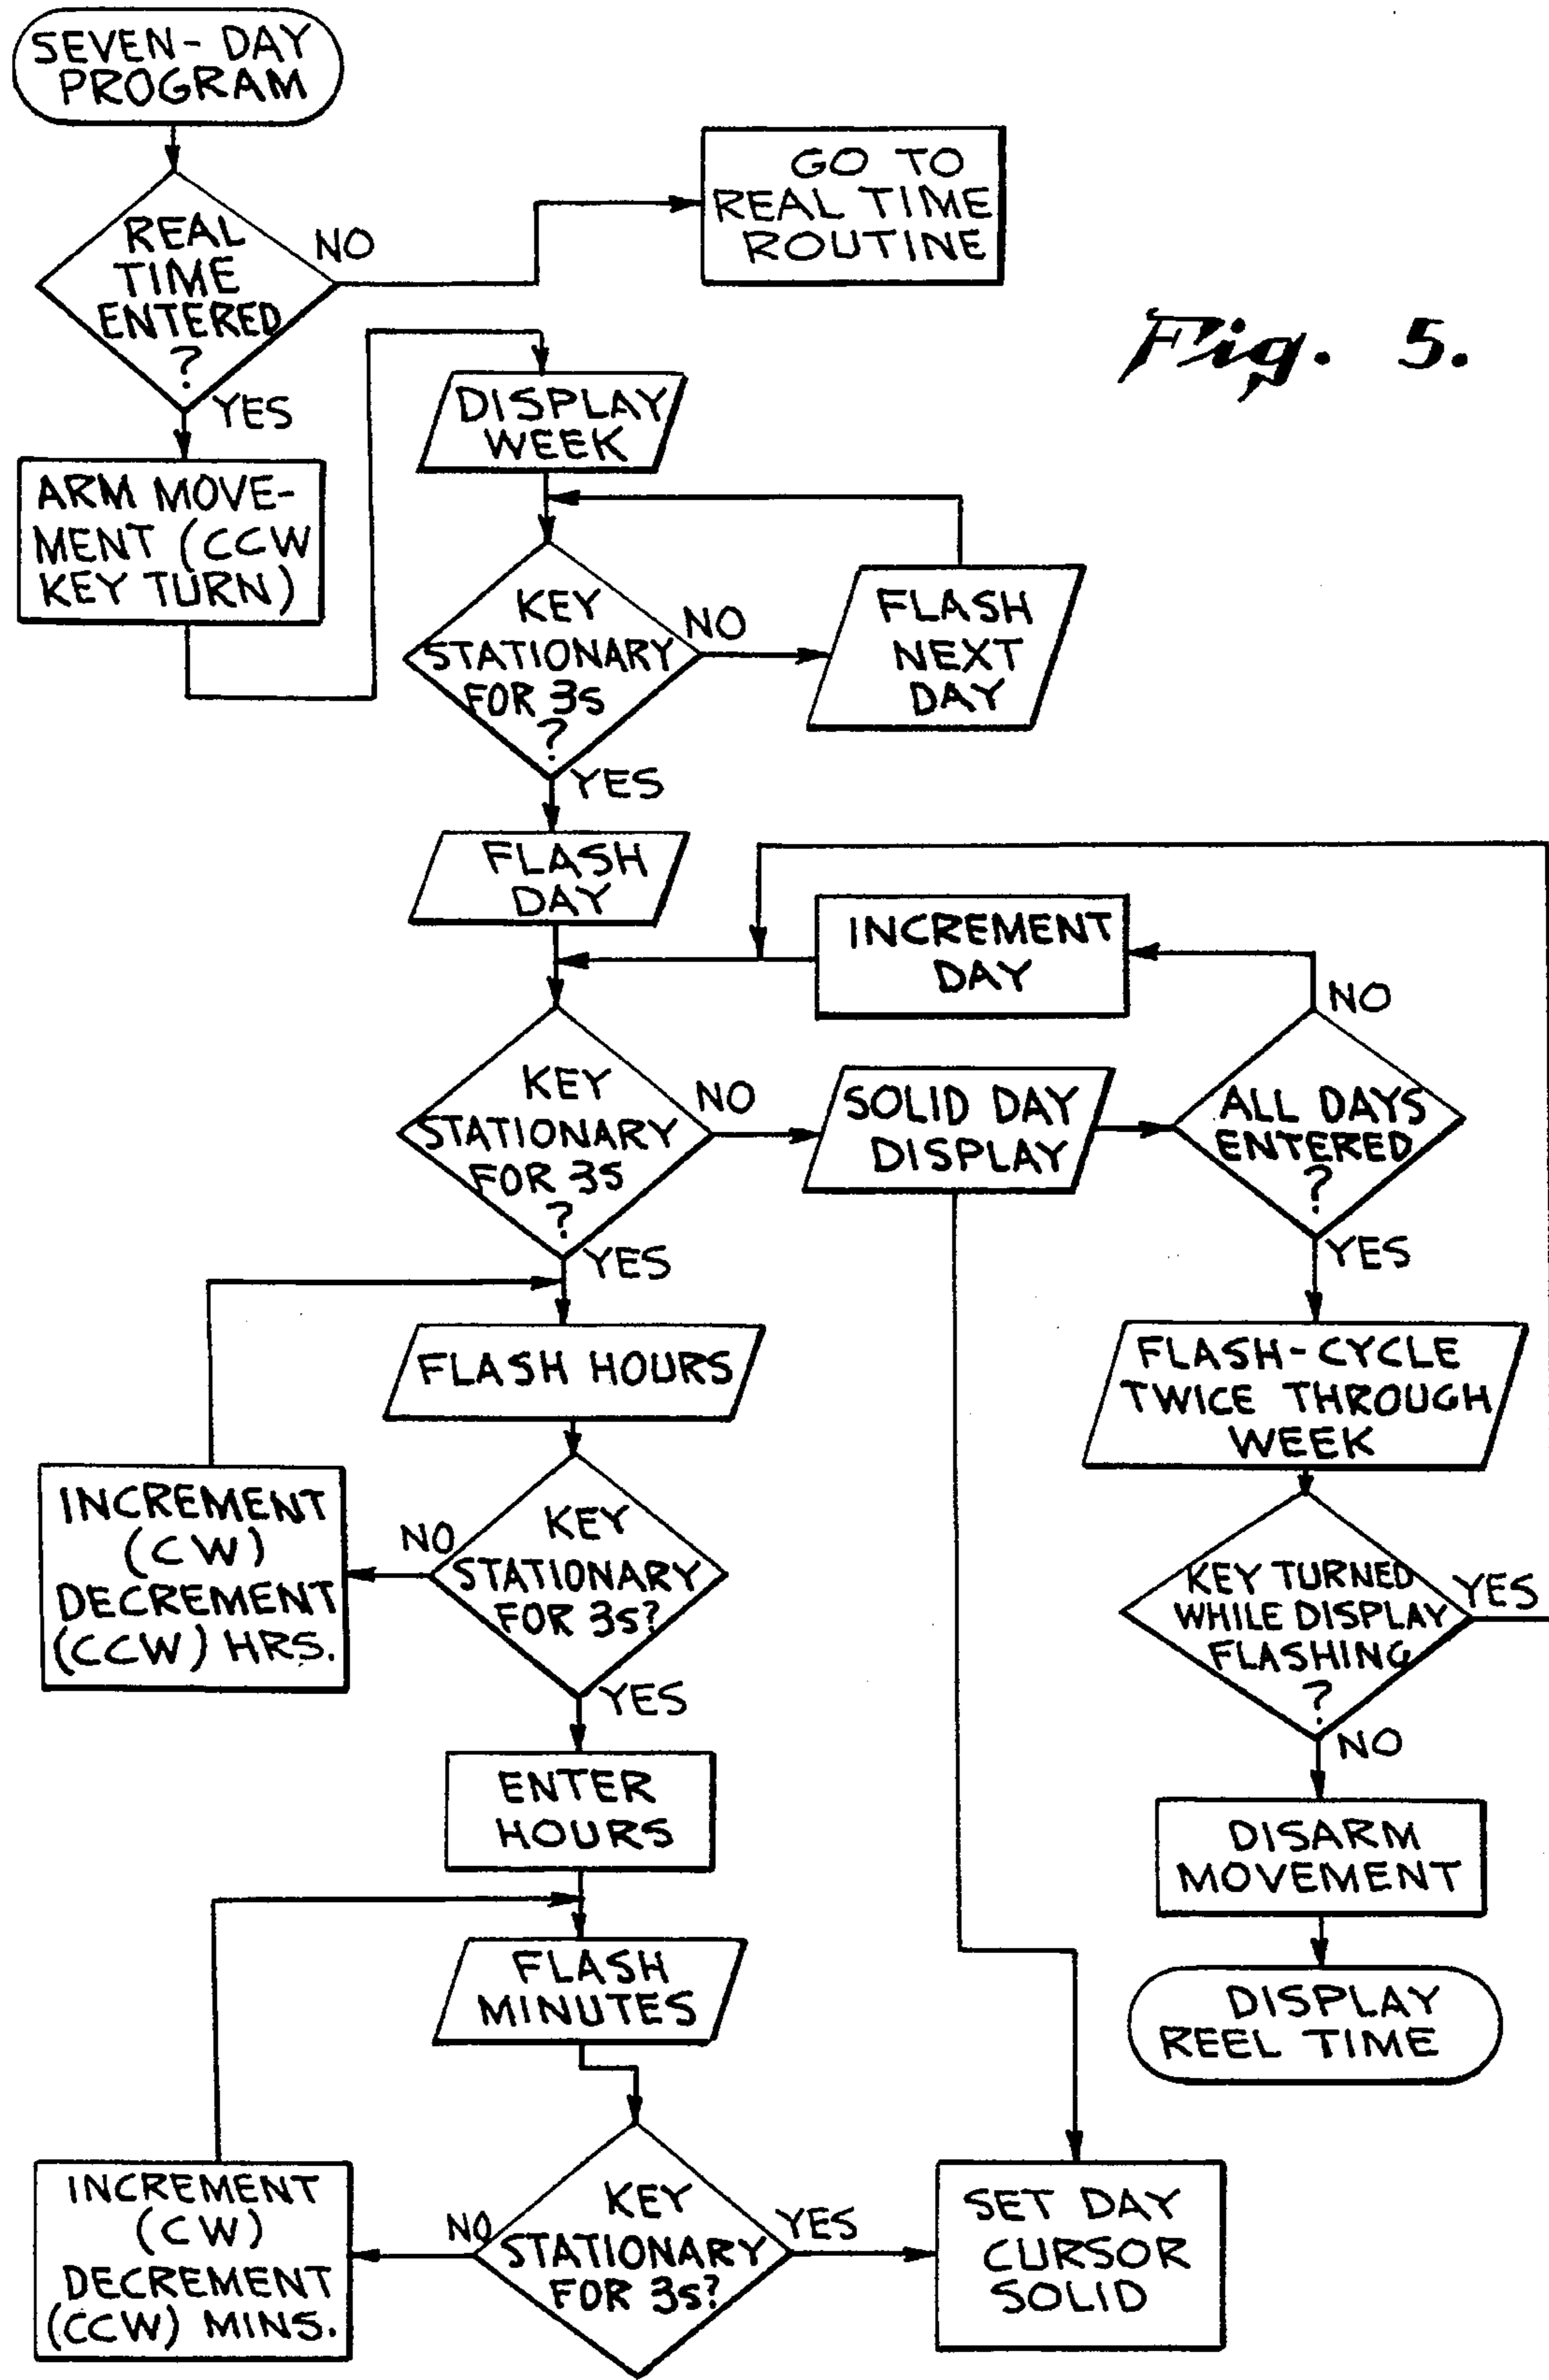 SEVEN-DAY
PROGRAM
GO TO
REAL TIME
ROUTINE
REAL
TIME
ENTERED
?
NO
YES
Fig. 5.
ARM MOVE-
MENT (CCW
KEY TURN)
DISPLAY
WEEK
KEY
STATIONARY
FOR 3s
?
NO
FLASH
NEXT
DAY
YES
FLASH
DAY
INCREMENT
DAY
NO
KEY
STATIONARY
FOR 3s
?
NO
SOLID DAY
DISPLAY
ALL DAYS
ENTERED
?
YES
YES
FLASH HOURS
FLASH-CYCLE
TWICE THROUGH
WEEK
INCREMENT
(CW)
DECREMENT
(CCW) HRS.
NO
KEY
STATIONARY
FOR 3s?
YES
KEY TURNED
WHILE DISPLAY
FLASHING
?
YES
NO
ENTER
HOURS
DISARM
MOVEMENT
FLASH
MINUTES
DISPLAY
REEL TIME
INCREMENT
(CW)
DECREMENT
(CCW) MINS.
NO
KEY
STATIONARY
FOR 3s?
YES
SET DAY
CURSOR
SOLID